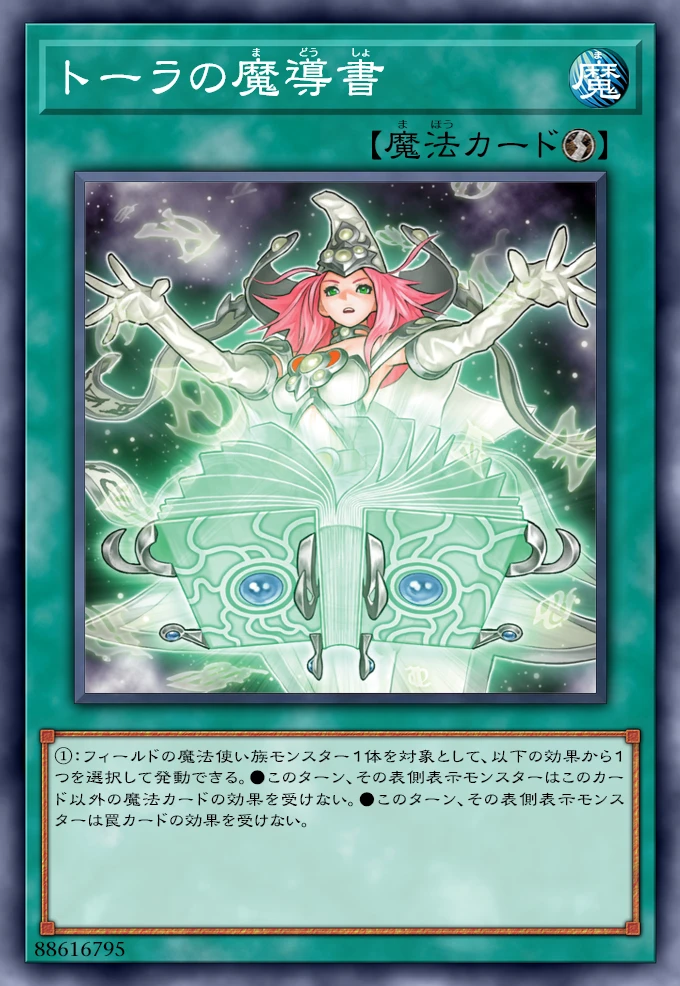 トーラの魔導書
魔
【魔法カード】
①:フィールドの魔法使い族モンスター1体を対象として、以下の効果から1
つを選択して発動できる。●このターン、その表側表示モンスターはこのカー
ド以外の魔法カードの効果を受けない。●このターン、その表側表示モンス
ターは罠カードの効果を受けない。
88616795